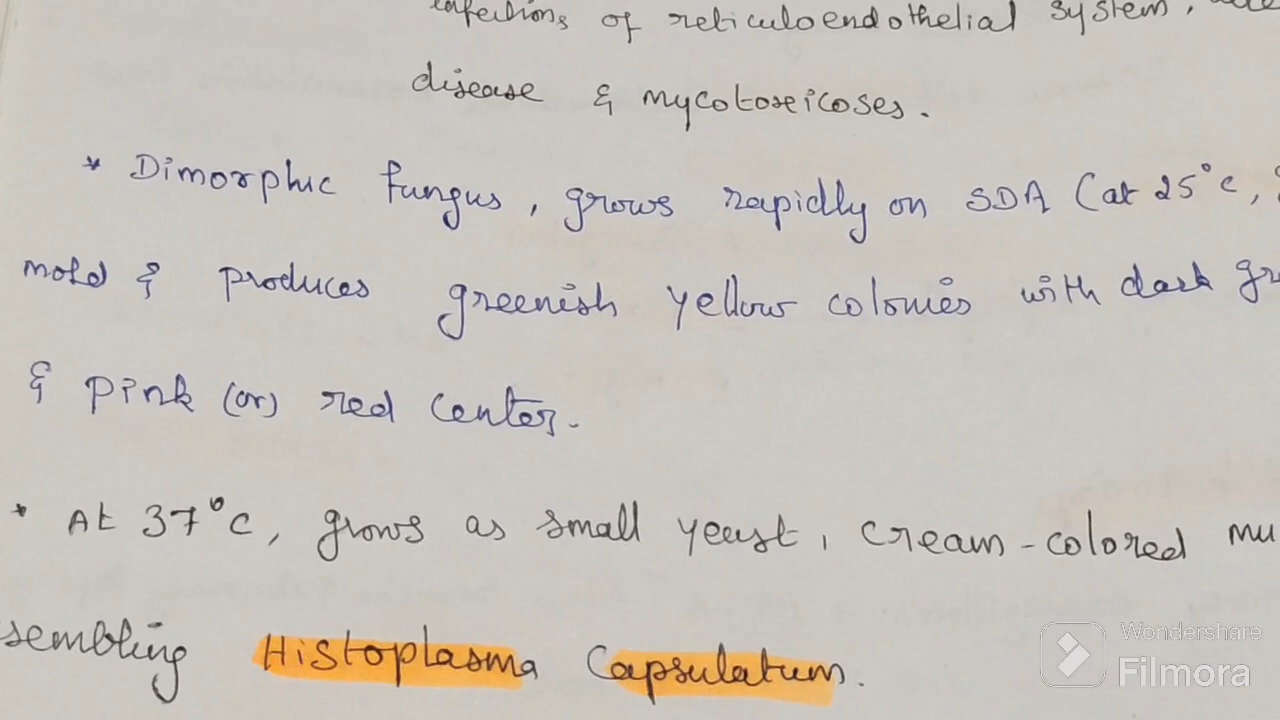 infections of reticuloendothelial system,
disease & mycotoxicoses.
* Dimorphic fungus, grows rapidly on SDA (at 25°c,
mold & produces greenish yellow colonies with dark gr
& pink (or) red center.
* At 37°c, grows as small yeast, cream-colored mu
sembling Histoplasma Capsulatum.
Wondershare
Filmora